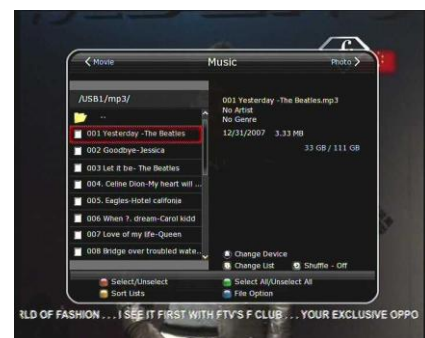 Movie
Music
Photo
/USB1/mp3/
..
001 Yesterday -The Beatles
002 Goodbye-Jessica
003 Let it be- The Beatles
004. Celine Dion-My heart will ...
005. Eagles-Hotel califonia
006 When ?. dream-Carol kidd
007 Love of my life-Queen
008 Bridge over troubled wate..
001 Yesterday -The Beatles.mp3
No Artist
No Genre
12/31/2007 3.33 MB
33 GB / 111 GB
Change Device
Change List Shuffle - Off
Select/Unselect Select All/Unselect All
Sort Lists File Option
RLD OF FASHION . . . I SEE IT FIRST WITH FTV'S F CLUB . . . YOUR EXCLUSIVE OPPO